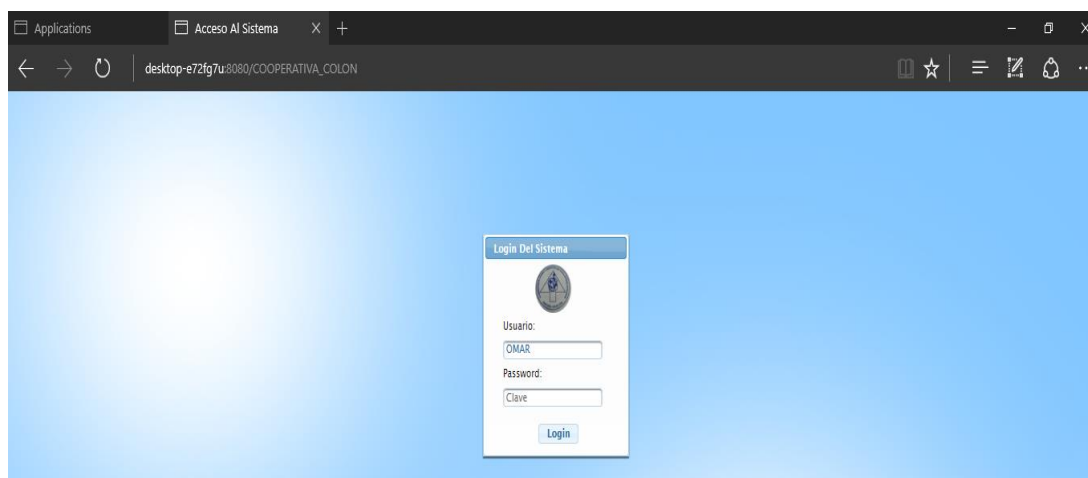 Applications
Acceso Al Sistema
desktop-e72fg7u:8080/COOPERATIVA_COLON
Login Del Sistema
Usuario:
OMAR
Password:
Clave
Login